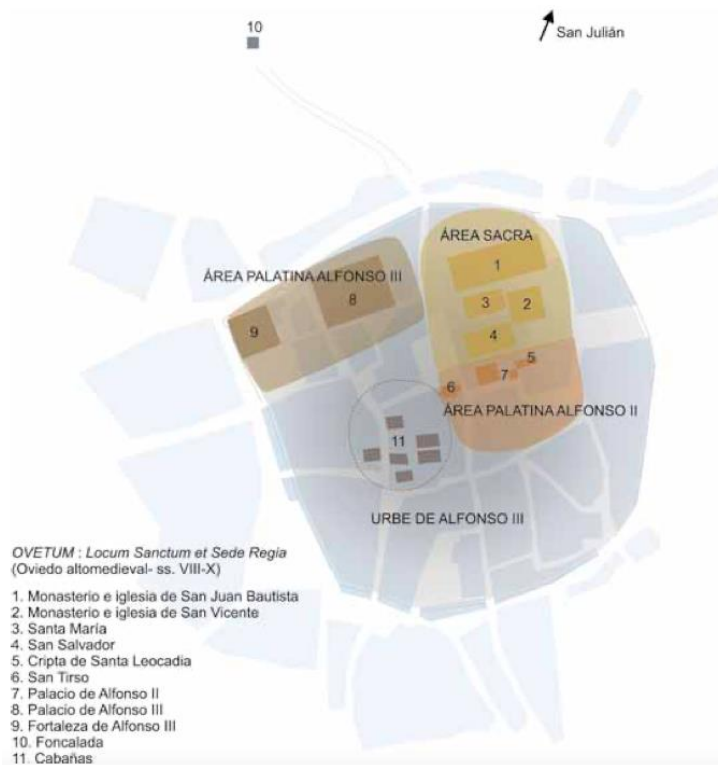 10
San Julián
ÁREA SACRA
1
ÁREA PALATINA ALFONSO III
8
3
2
9
4
5
7
6
ÁREA PALATINA ALFONSO II
11
URBE DE ALFONSO III
OVETUM : Locum Sanctum et Sede Regia
(Oviedo altomedieval- ss. VIII-X)
1. Monasterio e iglesia de San Juan Bautista
2. Monasterio e iglesia de San Vicente
3. Santa María
4. San Salvador
5. Cripta de Santa Leocadia
6. San Tirso
7. Palacio de Alfonso II
8. Palacio de Alfonso III
9. Fortaleza de Alfonso III
10. Foncalada
11. Cabañas